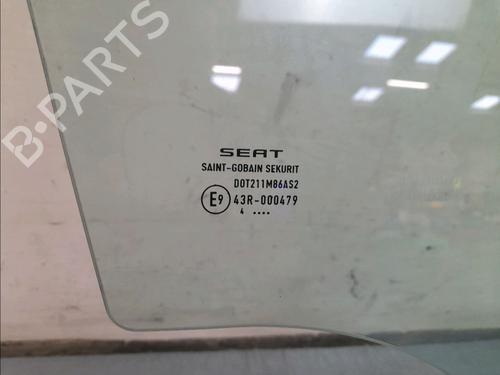 B-PARTS
SEAT
SAINT-GOBAIN SEKURIT
DOT211M86AS2
E9 43R-000479
4 ....